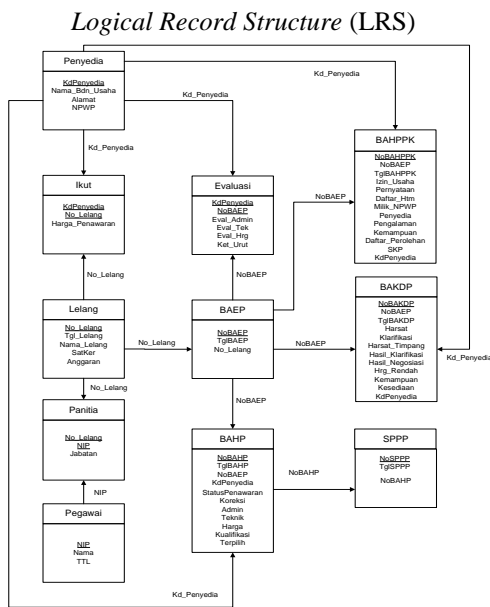 Logical Record Structure (LRS)
Penyedia
KdPenyedia
Nama_Bdn_Usaha
Alamat
NPWP
Kd_Penyedia
Kd_Penyedia
Kd_Penyedia
Ikut
KdPenyedia
No_Lelang
Harga_Penawaran
Evaluasi
KdPenyedia
NoBAEP
Eval_Admin
Eval_Tek
Eval_Hrg
Ket_Urut
NoBAEP
BAHPPK
NoBAHPPK
NoBAEP
TglBAHPPK
Izin_Usaha
Pernyataan
Daftar_Htm
Milik_NPWP
Penyedia
Pengalaman
Kemampuan
Daftar_Perolehan
SKP
KdPenyedia
No_Lelang
NoBAEP
Lelang
No_Lelang
Tgl_Lelang
Nama_Lelang
SatKer
Anggaran
No_Lelang
BAEP
NoBAEP
TglBAEP
No_Lelang
NoBAEP
BAKDP
NoBAKDP
NoBAEP
TglBAKDP
Harsat
Klarifikasi
Harsat_Timpang
Hasil_Klarifikasi
Hasil_Negosiasi
Hrg_Rendah
Kemampuan
Kesediaan
KdPenyedia
Kd_Penyedia
No_Lelang
NoBAEP
Panitia
No_Lelang
NIP
Jabatan
NIP
BAHP
NoBAHP
TglBAHP
NoBAEP
KdPenyedia
StatusPenawaran
Koreksi
Admin
Teknik
Harga
Kualifikasi
Terpilih
NoBAHP
SPPP
NoSPPP
TglSPPP
NoBAHP
Pegawai
NIP
Nama
TTL
Kd_Penyedia